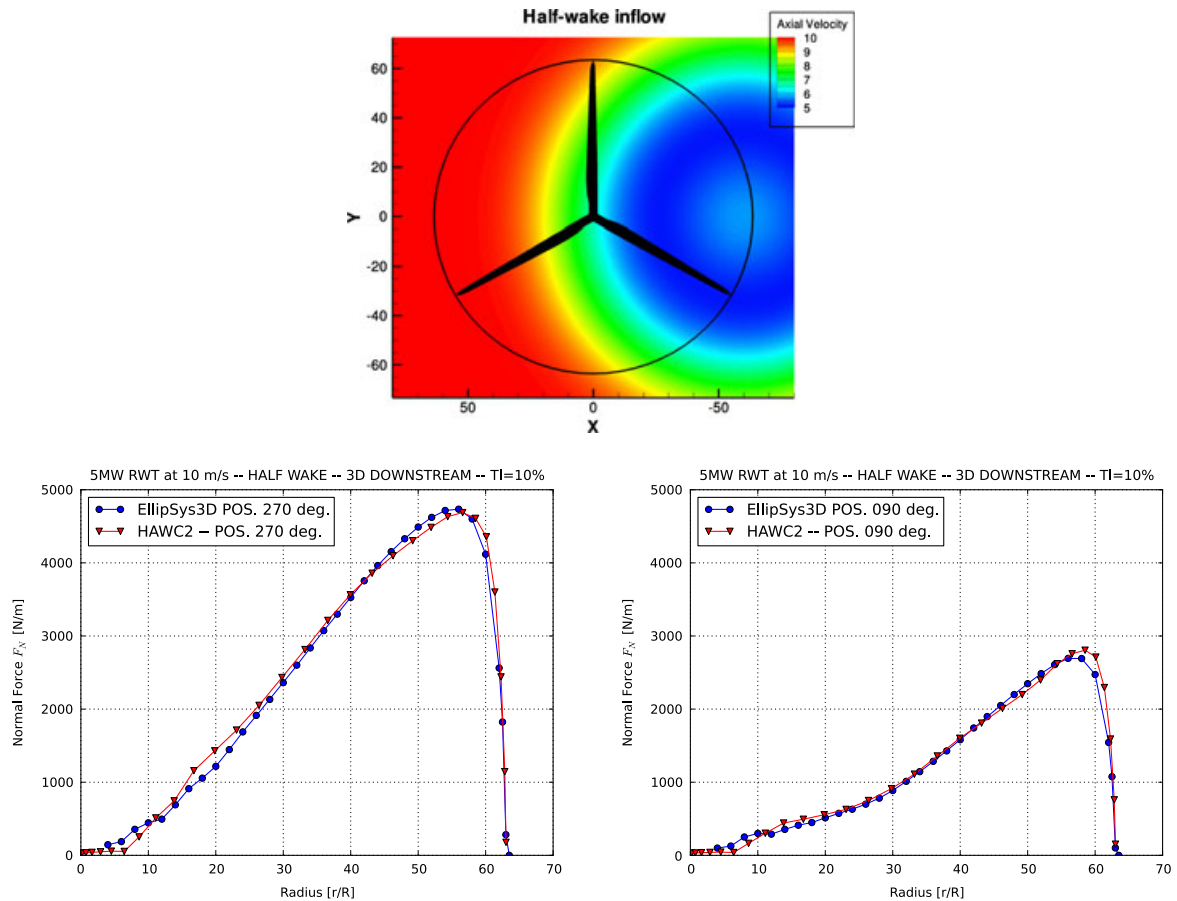 Half-wake inflow
Axial Velocity
10
9
8
7
6
5
60
40
20
0
-20
-40
-60
Y
50
0
-50
X
5MW RWT at 10 m/s -- HALF WAKE -- 3D DOWNSTREAM -- TI=10%
EllipSys3D POS. 270 deg.
HAWC2 – POS. 270 deg.
5000
4000
3000
2000
1000
0
Normal Force F_N [N/m]
0 10 20 30 40 50 60 70
Radius [r/R]
5MW RWT at 10 m/s -- HALF WAKE -- 3D DOWNSTREAM -- TI=10%
EllipSys3D POS. 090 deg.
HAWC2 -- POS. 090 deg.
5000
4000
3000
2000
1000
0
Normal Force F_N [N/m]
0 10 20 30 40 50 60 70
Radius [r/R]